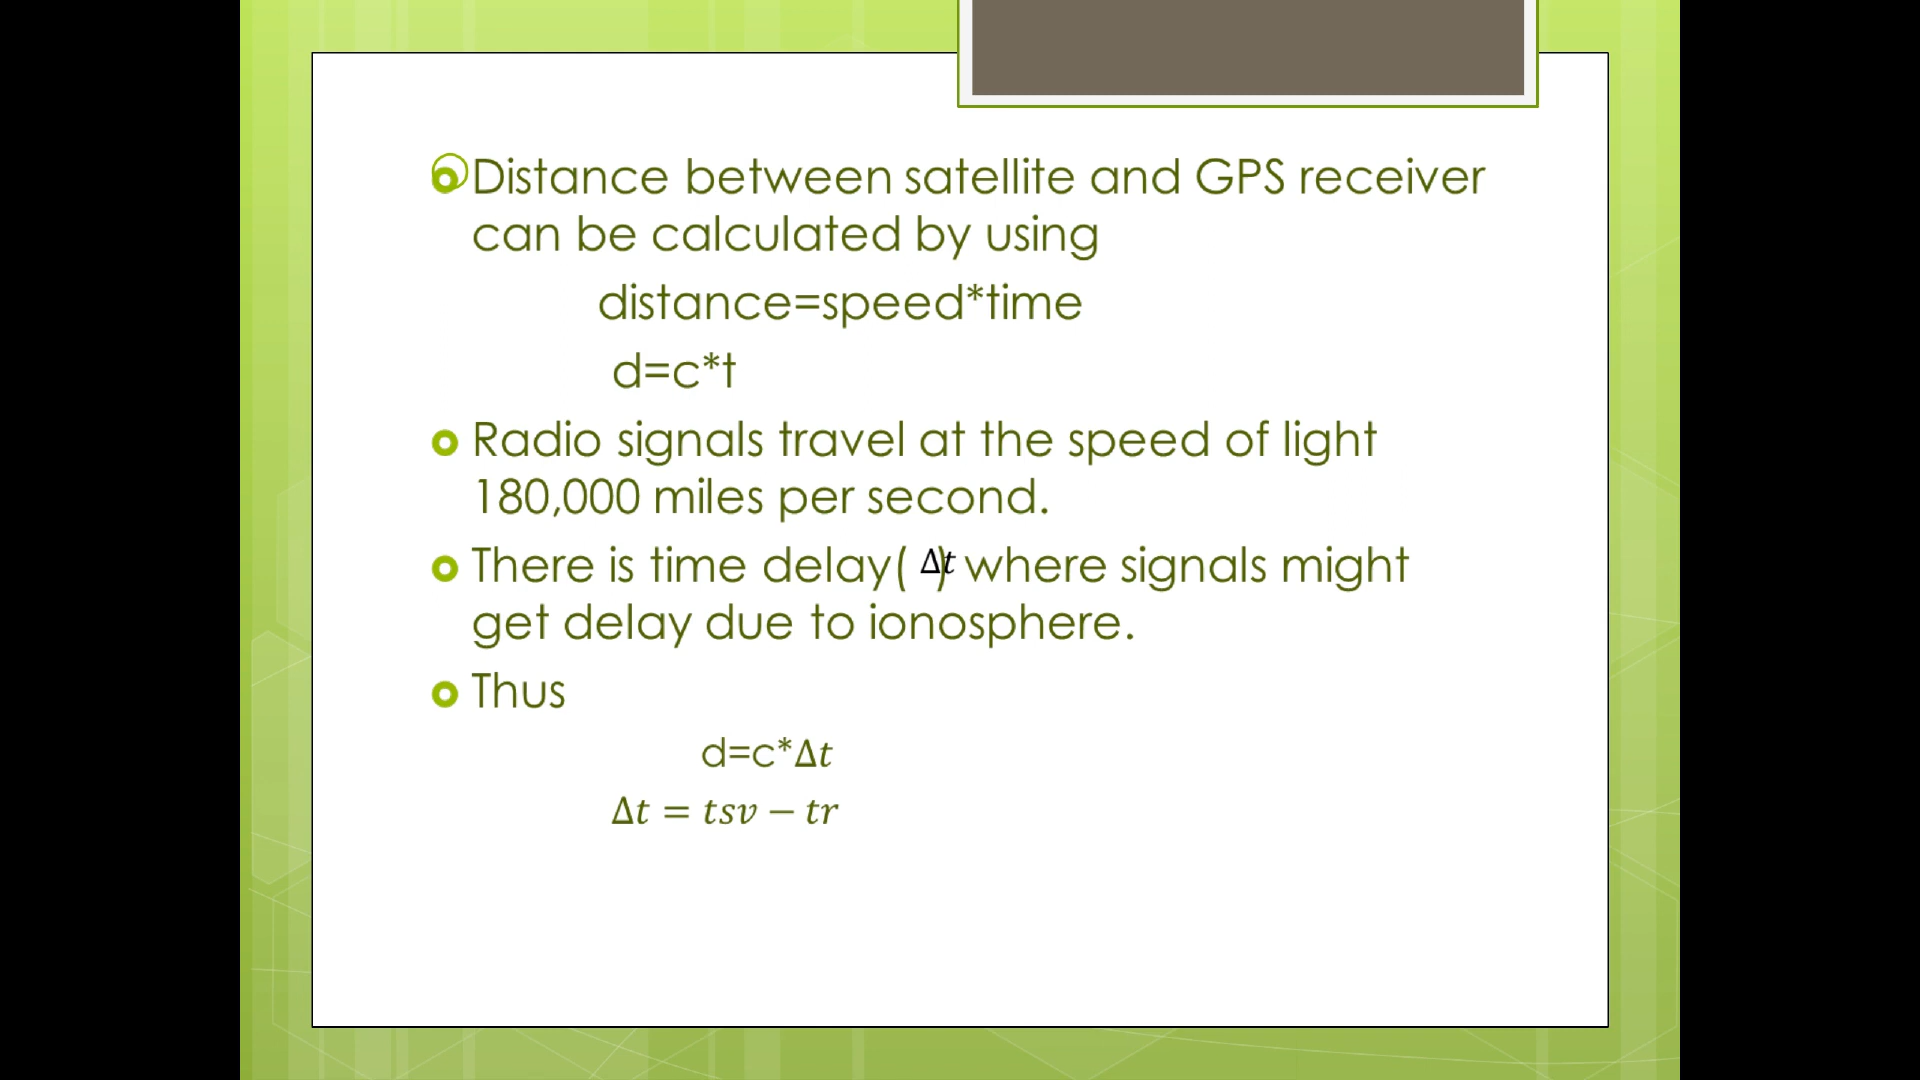 Distance between satellite and GPS receiver
can be calculated by using
distance=speed*time
d=c*t
Radio signals travel at the speed of light
180,000 miles per second.
There is time delay( Δt) where signals might
get delay due to ionosphere.
Thus
d=c*Δt
Δt = tsv − tr